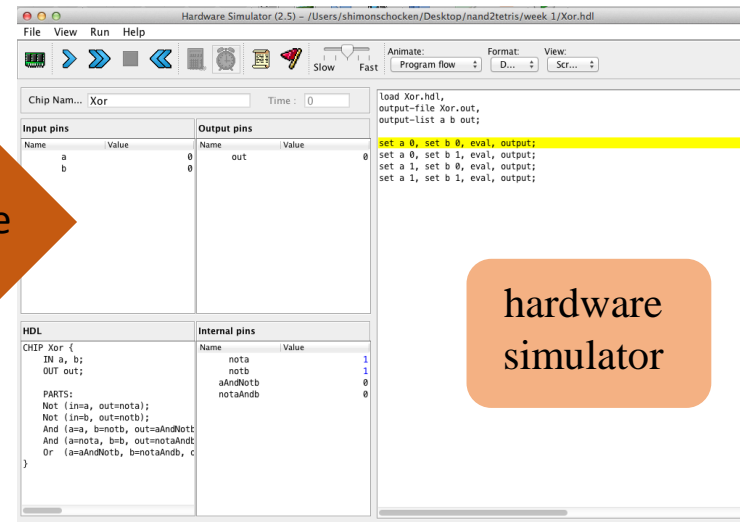 Hardware Simulator (2.5) – /Users/shimonschocken/Desktop/nand2tetris/week 1/Xor.hdl
File View Run Help
Slow Fast
Animate: Format: View:
Program flow D... Scr...
Chip Nam... Xor Time : 0
Input pins
Name Value
a 0
b 0
Output pins
Name Value
out 0
load Xor.hdl,
output-file Xor.out,
output-list a b out;
set a 0, set b 0, eval, output;
set a 0, set b 1, eval, output;
set a 1, set b 0, eval, output;
set a 1, set b 1, eval, output;
e
hardware
simulator
HDL
CHIP Xor {
IN a, b;
OUT out;
PARTS:
Not (in=a, out=nota);
Not (in=b, out=notb);
And (a=a, b=notb, out=aAndNotb
And (a=nota, b=b, out=notaAndb
Or (a=aAndNotb, b=notaAndb, o
}
Internal pins
Name Value
nota 1
notb 1
aAndNotb 0
notaAndb 0